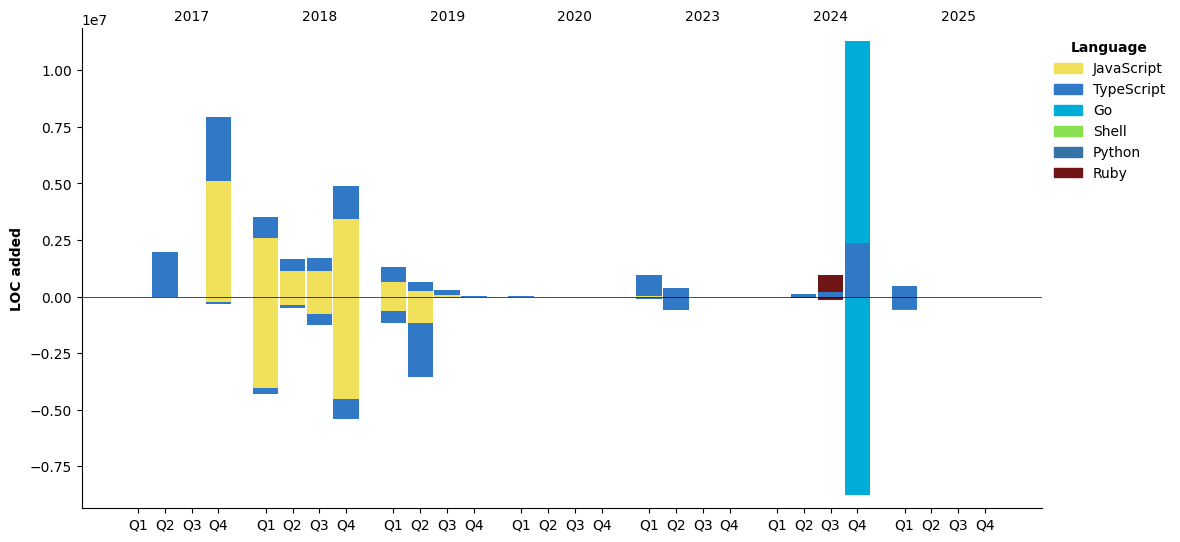 1e7
2017 2018 2019 2020 2023 2024 2025
Language
JavaScript
TypeScript
Go
Shell
Python
Ruby
LOC added
1.00
0.75
0.50
0.25
0.00
−0.25
−0.50
−0.75
Q1 Q2 Q3 Q4 Q1 Q2 Q3 Q4 Q1 Q2 Q3 Q4 Q1 Q2 Q3 Q4 Q1 Q2 Q3 Q4 Q1 Q2 Q3 Q4 Q1 Q2 Q3 Q4